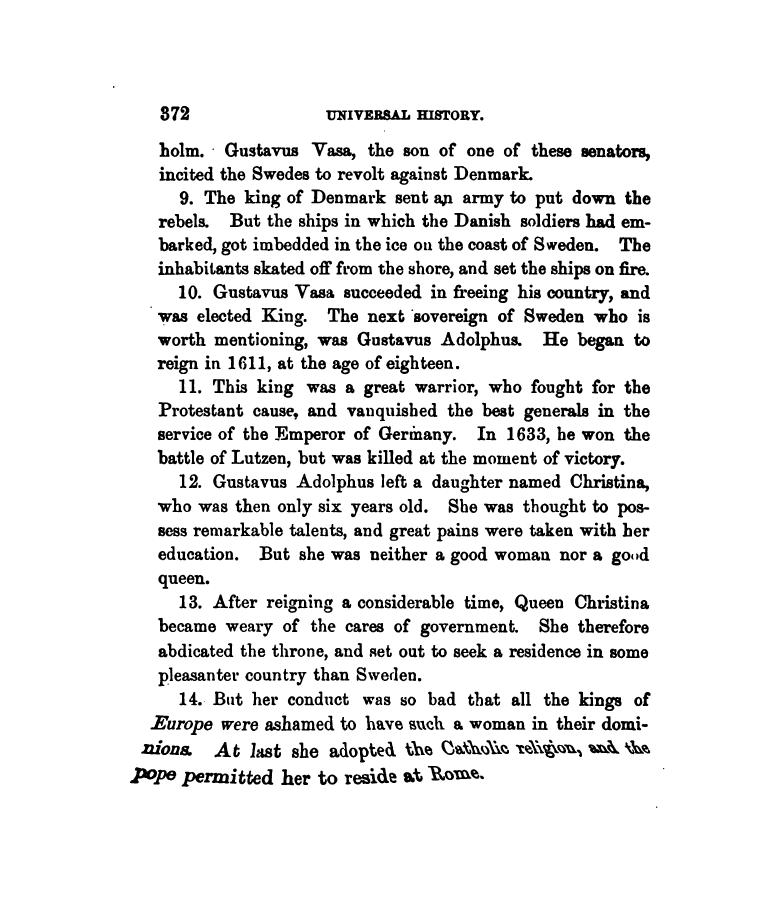 372 UNIVERSAL HISTORY.
holm. Gustavus Vasa, the son of one of these senators,
incited the Swedes to revolt against Denmark.
9. The king of Denmark sent an army to put down the
rebels. But the ships in which the Danish soldiers had em-
barked, got imbedded in the ice on the coast of Sweden. The
inhabitants skated off from the shore, and set the ships on fire.
10. Gustavus Vasa succeeded in freeing his country, and
was elected King. The next sovereign of Sweden who is
worth mentioning, was Gustavus Adolphus. He began to
reign in 1611, at the age of eighteen.
11. This king was a great warrior, who fought for the
Protestant cause, and vanquished the best generals in the
service of the Emperor of Germany. In 1633, he won the
battle of Lutzen, but was killed at the moment of victory.
12. Gustavus Adolphus left a daughter named Christina,
who was then only six years old. She was thought to pos-
sess remarkable talents, and great pains were taken with her
education. But she was neither a good woman nor a good
queen.
13. After reigning a considerable time, Queen Christina
became weary of the cares of government. She therefore
abdicated the throne, and set out to seek a residence in some
pleasanter country than Sweden.
14. But her conduct was so bad that all the kings of
Europe were ashamed to have such a woman in their domi-
nions. At last she adopted the Catholic religion, and the
pope permitted her to reside at Rome.